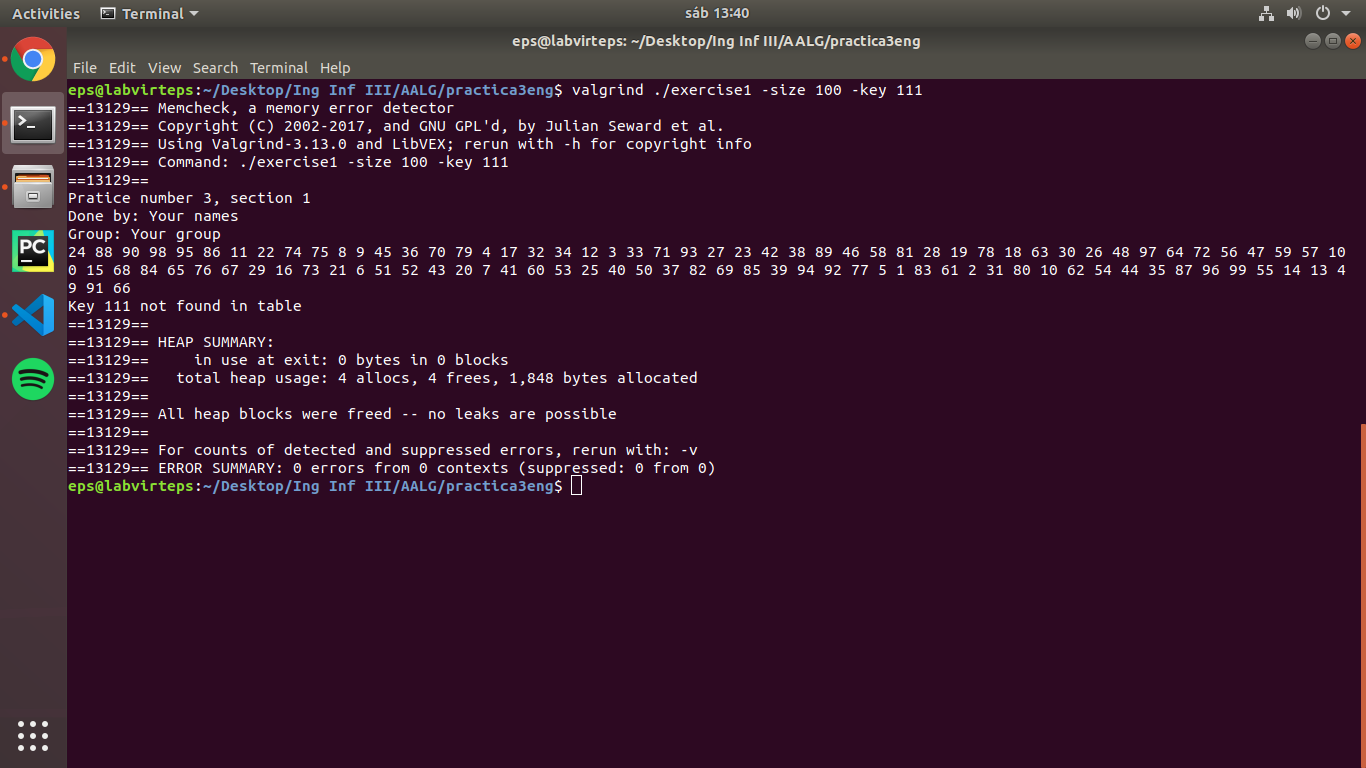 Activities Terminal sáb 13:40
eps@labvirteps: ~/Desktop/Ing Inf III/AALG/practica3eng
File Edit View Search Terminal Help
eps@labvirteps:~/Desktop/Ing Inf III/AALG/practica3eng$ valgrind ./exercise1 -size 100 -key 111
==13129== Memcheck, a memory error detector
==13129== Copyright (C) 2002-2017, and GNU GPL'd, by Julian Seward et al.
==13129== Using Valgrind-3.13.0 and LibVEX; rerun with -h for copyright info
==13129== Command: ./exercise1 -size 100 -key 111
==13129==
Pratice number 3, section 1
Done by: Your names
Group: Your group
24 88 90 98 95 86 11 22 74 75 8 9 45 36 70 79 4 17 32 34 12 3 33 71 93 27 23 42 38 89 46 58 81 28 19 78 18 63 30 26 48 97 64 72 56 47 59 57 10
0 15 68 84 65 76 67 29 16 73 21 6 51 52 43 20 7 41 60 53 25 40 50 37 82 69 85 39 94 92 77 5 1 83 61 2 31 80 10 62 54 44 35 87 96 99 55 14 13 4
9 91 66
Key 111 not found in table
==13129==
==13129== HEAP SUMMARY:
==13129==     in use at exit: 0 bytes in 0 blocks
==13129==   total heap usage: 4 allocs, 4 frees, 1,848 bytes allocated
==13129==
==13129== All heap blocks were freed -- no leaks are possible
==13129==
==13129== For counts of detected and suppressed errors, rerun with: -v
==13129== ERROR SUMMARY: 0 errors from 0 contexts (suppressed: 0 from 0)
eps@labvirteps:~/Desktop/Ing Inf III/AALG/practica3eng$
PC